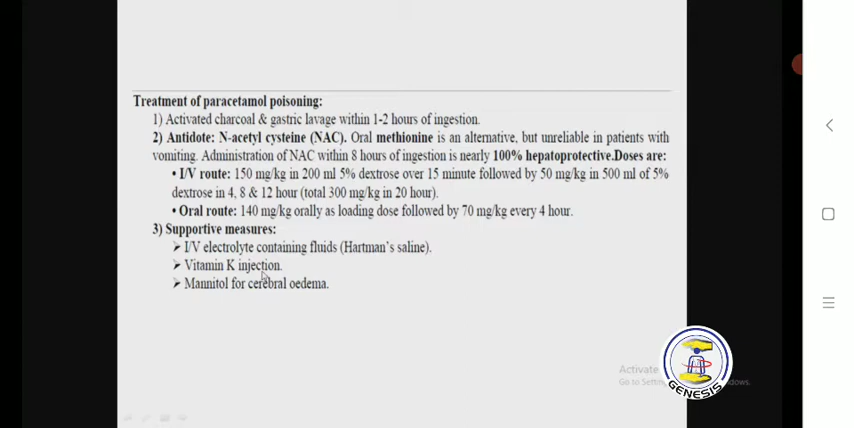 Treatment of paracetamol poisoning:
1) Activated charcoal & gastric lavage within 1-2 hours of ingestion.
2) Antidote: N-acetyl cysteine (NAC). Oral methionine is an alternative, but unreliable in patients with
vomiting. Administration of NAC within 8 hours of ingestion is nearly 100% hepatoprotective.Doses are:
• I/V route: 150 mg/kg in 200 ml 5% dextrose over 15 minute followed by 50 mg/kg in 500 ml of 5%
dextrose in 4, 8 & 12 hour (total 300 mg/kg in 20 hour).
• Oral route: 140 mg/kg orally as loading dose followed by 70 mg/kg every 4 hour.
3) Supportive measures:
➤ I/V electrolyte containing fluids (Hartman's saline).
➤ Vitamin K injection.
➤ Mannitol for cerebral oedema.
Activate
Go to
GENESIS